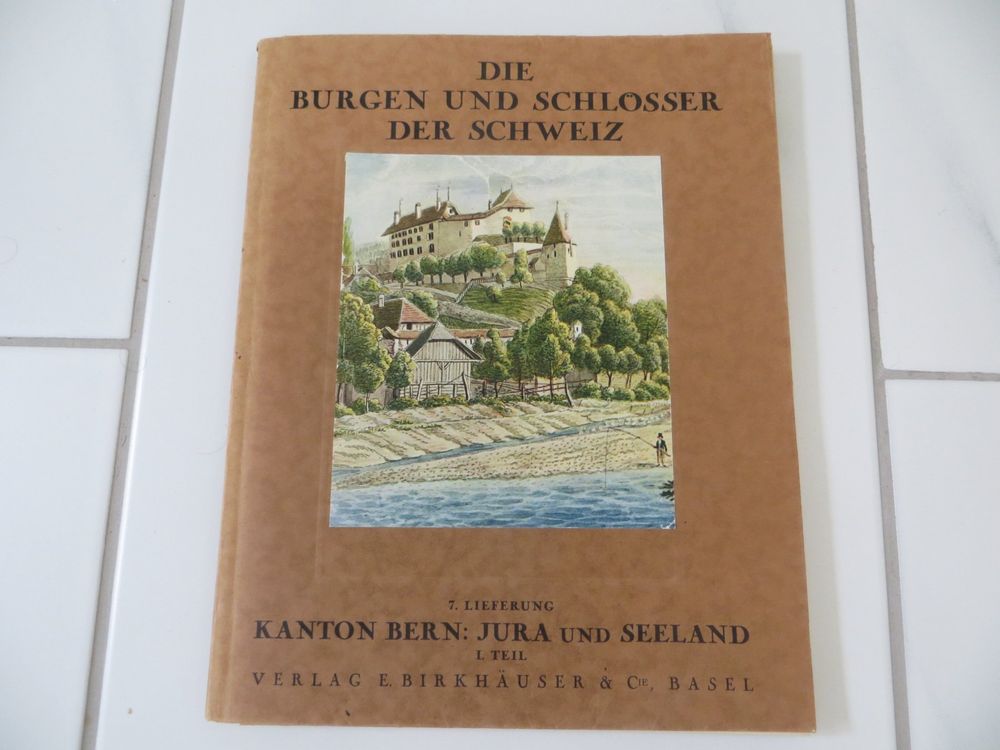 DIE
BURGEN UND SCHLÖSSER
DER SCHWEIZ
7. LIEFERUNG
KANTON BERN: JURA UND SEELAND
I. TEIL
VERLAG E. BIRKHÄUSER & CIE, BASEL